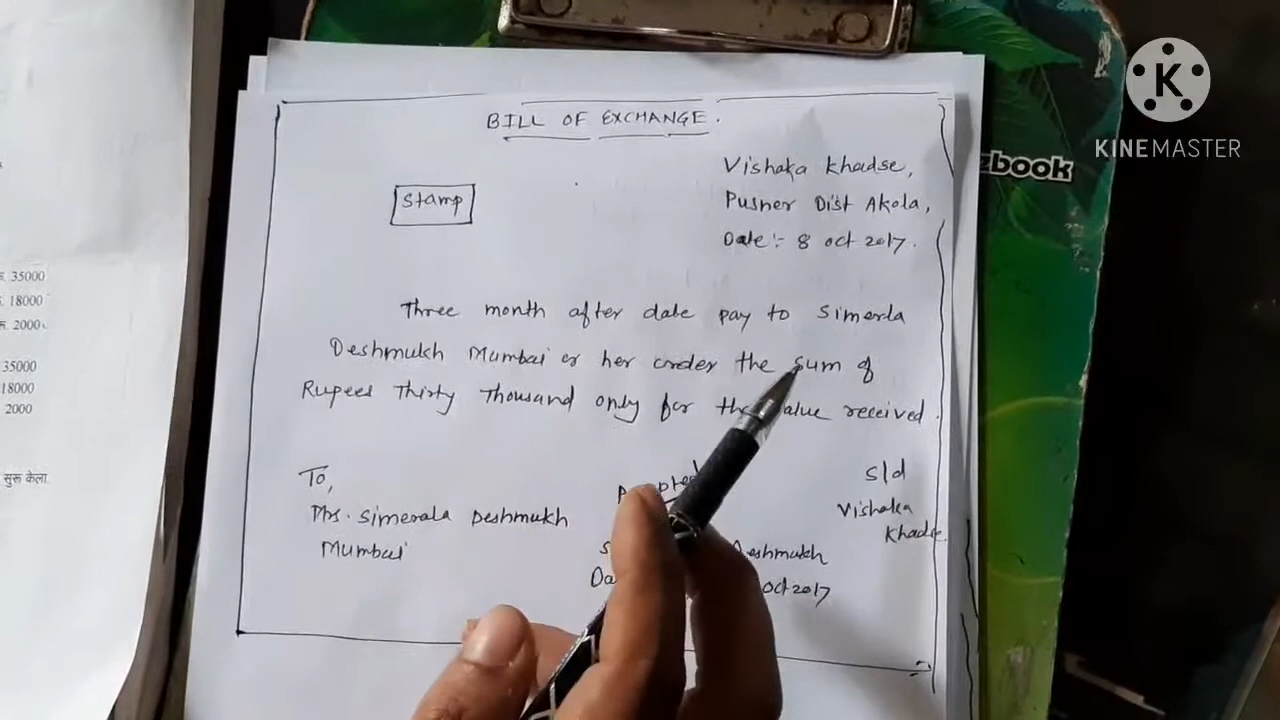 BILL OF EXCHANGE.
Stamp
Vishaka Khadse,
Pusner Dist Akola,
Date :- 8 oct 2017.
Three month after date pay to Simerla
Deshmukh Mumbai or her order the sum of
Rupees Thirty Thousand only for the value received.
To,
Mrs. Simerala Deshmukh
Mumbai
Deshmukh
oct 2017
s/d
Vishaka
Khadse
K
KINEMASTER
zbook
रू. 35000
रू. 18000
रू. 2000
35000
18000
2000
सुरू केला.